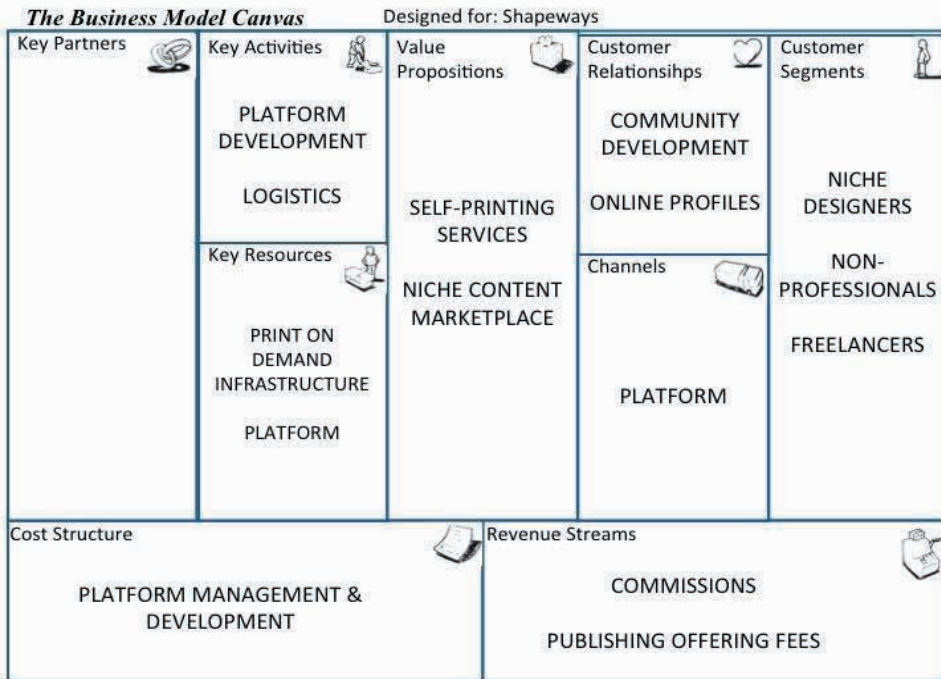 The Business Model Canvas
Designed for: Shapeways
Key Partners
Key Activities
PLATFORM
DEVELOPMENT
LOGISTICS
Key Resources
PRINT ON
DEMAND
INFRASTRUCTURE
PLATFORM
Value
Propositions
SELF-PRINTING
SERVICES
NICHE CONTENT
MARKETPLACE
Customer
Relationsihps
COMMUNITY
DEVELOPMENT
ONLINE PROFILES
Channels
PLATFORM
Customer
Segments
NICHE
DESIGNERS
NON-
PROFESSIONALS
FREELANCERS
Cost Structure
PLATFORM MANAGEMENT &
DEVELOPMENT
Revenue Streams
COMMISSIONS
PUBLISHING OFFERING FEES